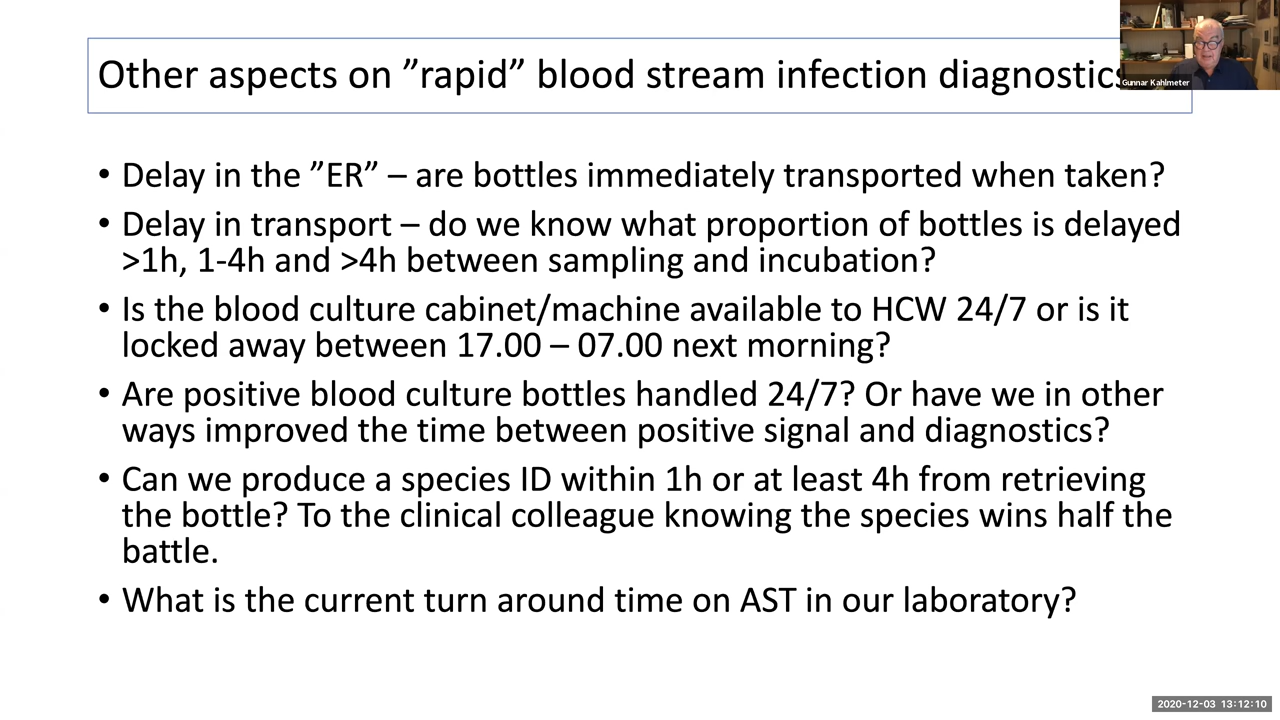 Other aspects on ”rapid” blood stream infection diagnostics
Gunnar Kahlmeter
• Delay in the ”ER” – are bottles immediately transported when taken?
• Delay in transport – do we know what proportion of bottles is delayed
>1h, 1-4h and >4h between sampling and incubation?
• Is the blood culture cabinet/machine available to HCW 24/7 or is it
locked away between 17.00 – 07.00 next morning?
• Are positive blood culture bottles handled 24/7? Or have we in other
ways improved the time between positive signal and diagnostics?
• Can we produce a species ID within 1h or at least 4h from retrieving
the bottle? To the clinical colleague knowing the species wins half the
battle.
• What is the current turn around time on AST in our laboratory?
2020-12-03 13:12:10